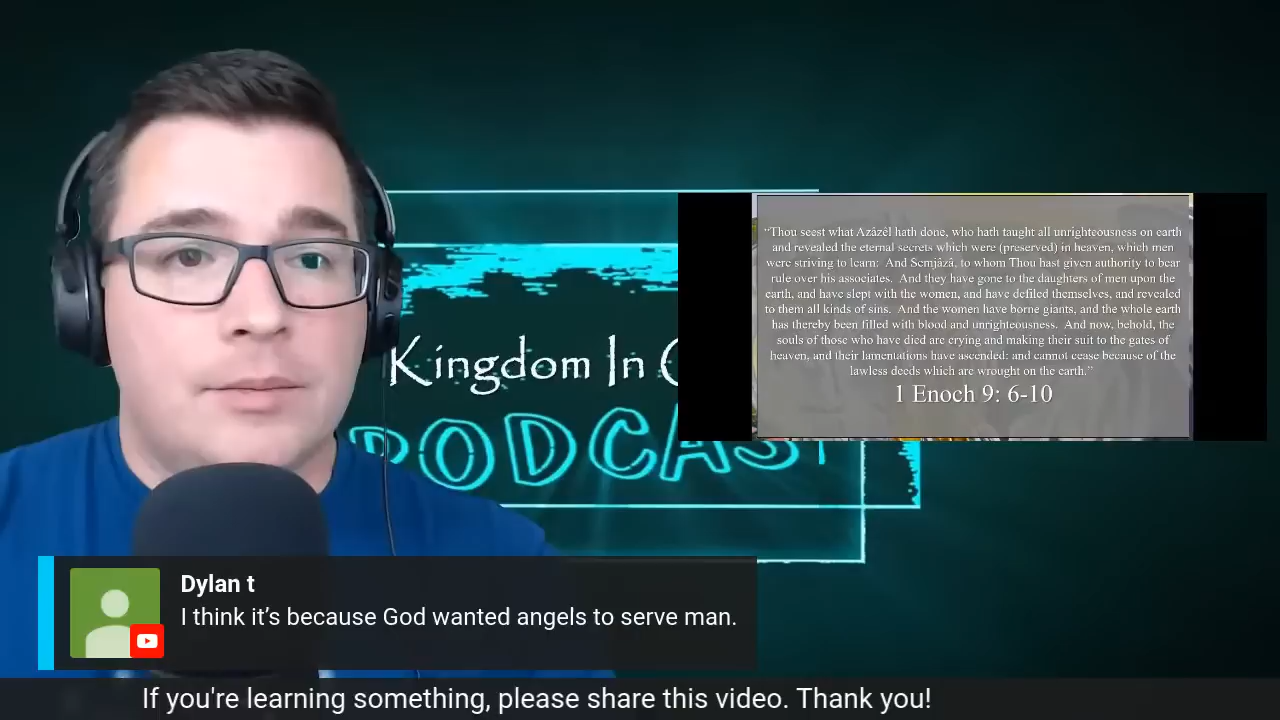 “Thou seest what Azâzêl hath done, who hath taught all unrighteousness on earth
and revealed the eternal secrets which were (preserved) in heaven, which men
were striving to learn: And Semjâzâ, to whom Thou hast given authority to bear
rule over his associates. And they have gone to the daughters of men upon the
earth, and have slept with the women, and have defiled themselves, and revealed
to them all kinds of sins. And the women have borne giants, and the whole earth
has thereby been filled with blood and unrighteousness. And now, behold, the
souls of those who have died are crying and making their suit to the gates of
heaven, and their lamentations have ascended: and cannot cease because of the
lawless deeds which are wrought on the earth.”
1 Enoch 9: 6-10
Kingdom In
PODCAST
Dylan t
I think it’s because God wanted angels to serve man.
If you're learning something, please share this video. Thank you!